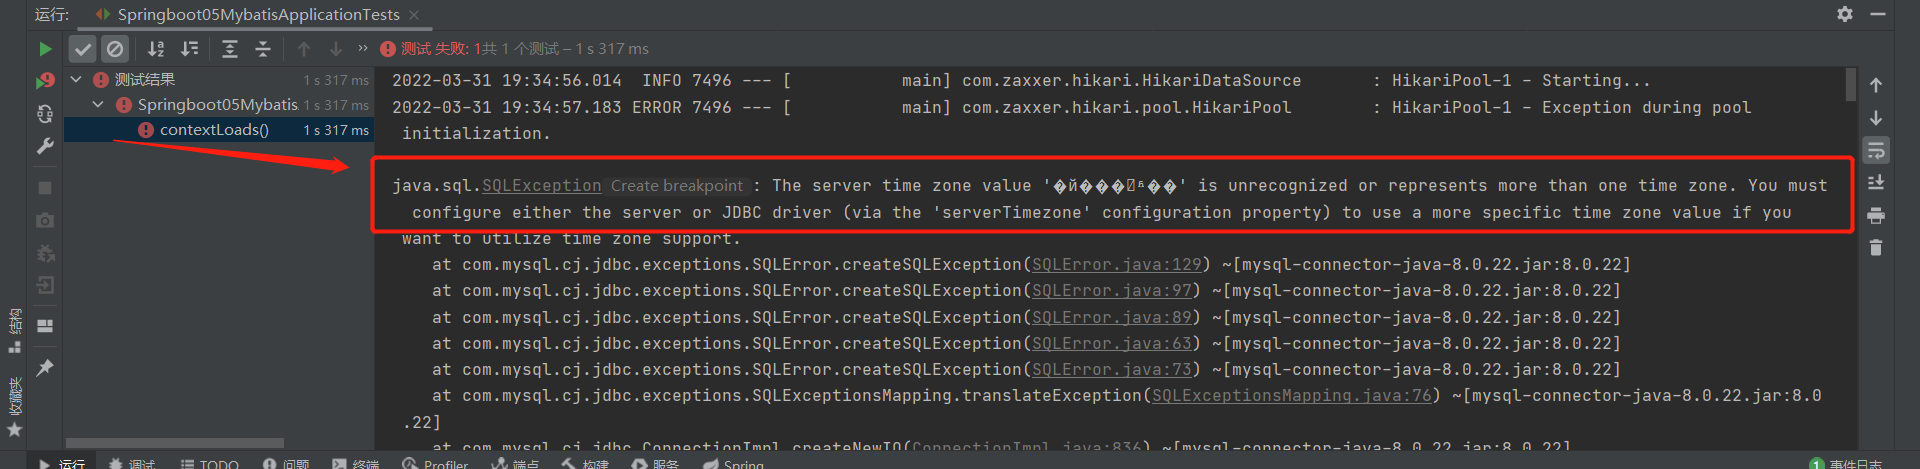 运行: Springboot05MybatisApplicationTests ×
» 测试 失败: 1共 1 个测试 – 1 s 317 ms
测试结果 1 s 317 ms
Springboot05Mybatis. 1 s 317 ms
contextLoads() 1 s 317 ms
2022-03-31 19:34:56.014  INFO 7496 --- [           main] com.zaxxer.hikari.HikariDataSource       : HikariPool-1 - Starting...
2022-03-31 19:34:57.183 ERROR 7496 --- [           main] com.zaxxer.hikari.pool.HikariPool        : HikariPool-1 - Exception during pool
initialization.
java.sql.SQLException Create breakpoint : The server time zone value '�й���׼ʱ��' is unrecognized or represents more than one time zone. You must
configure either the server or JDBC driver (via the 'serverTimezone' configuration property) to use a more specific time zone value if you
want to utilize time zone support.
at com.mysql.cj.jdbc.exceptions.SQLError.createSQLException(SQLError.java:129) ~[mysql-connector-java-8.0.22.jar:8.0.22]
at com.mysql.cj.jdbc.exceptions.SQLError.createSQLException(SQLError.java:97) ~[mysql-connector-java-8.0.22.jar:8.0.22]
at com.mysql.cj.jdbc.exceptions.SQLError.createSQLException(SQLError.java:89) ~[mysql-connector-java-8.0.22.jar:8.0.22]
at com.mysql.cj.jdbc.exceptions.SQLError.createSQLException(SQLError.java:63) ~[mysql-connector-java-8.0.22.jar:8.0.22]
at com.mysql.cj.jdbc.exceptions.SQLError.createSQLException(SQLError.java:73) ~[mysql-connector-java-8.0.22.jar:8.0.22]
at com.mysql.cj.jdbc.exceptions.SQLExceptionsMapping.translateException(SQLExceptionsMapping.java:76) ~[mysql-connector-java-8.0.22.jar:8.0
.22]
at com.mysql.cj.jdbc.ConnectionImpl.createNewIO(ConnectionImpl.java:836) ~[mysql-connector-java-8.0.22.jar:8.0.22]
结构
收藏夹
运行 调试 TODO 问题 终端 Profiler 端点 构建 服务 Spring 1 事件日志